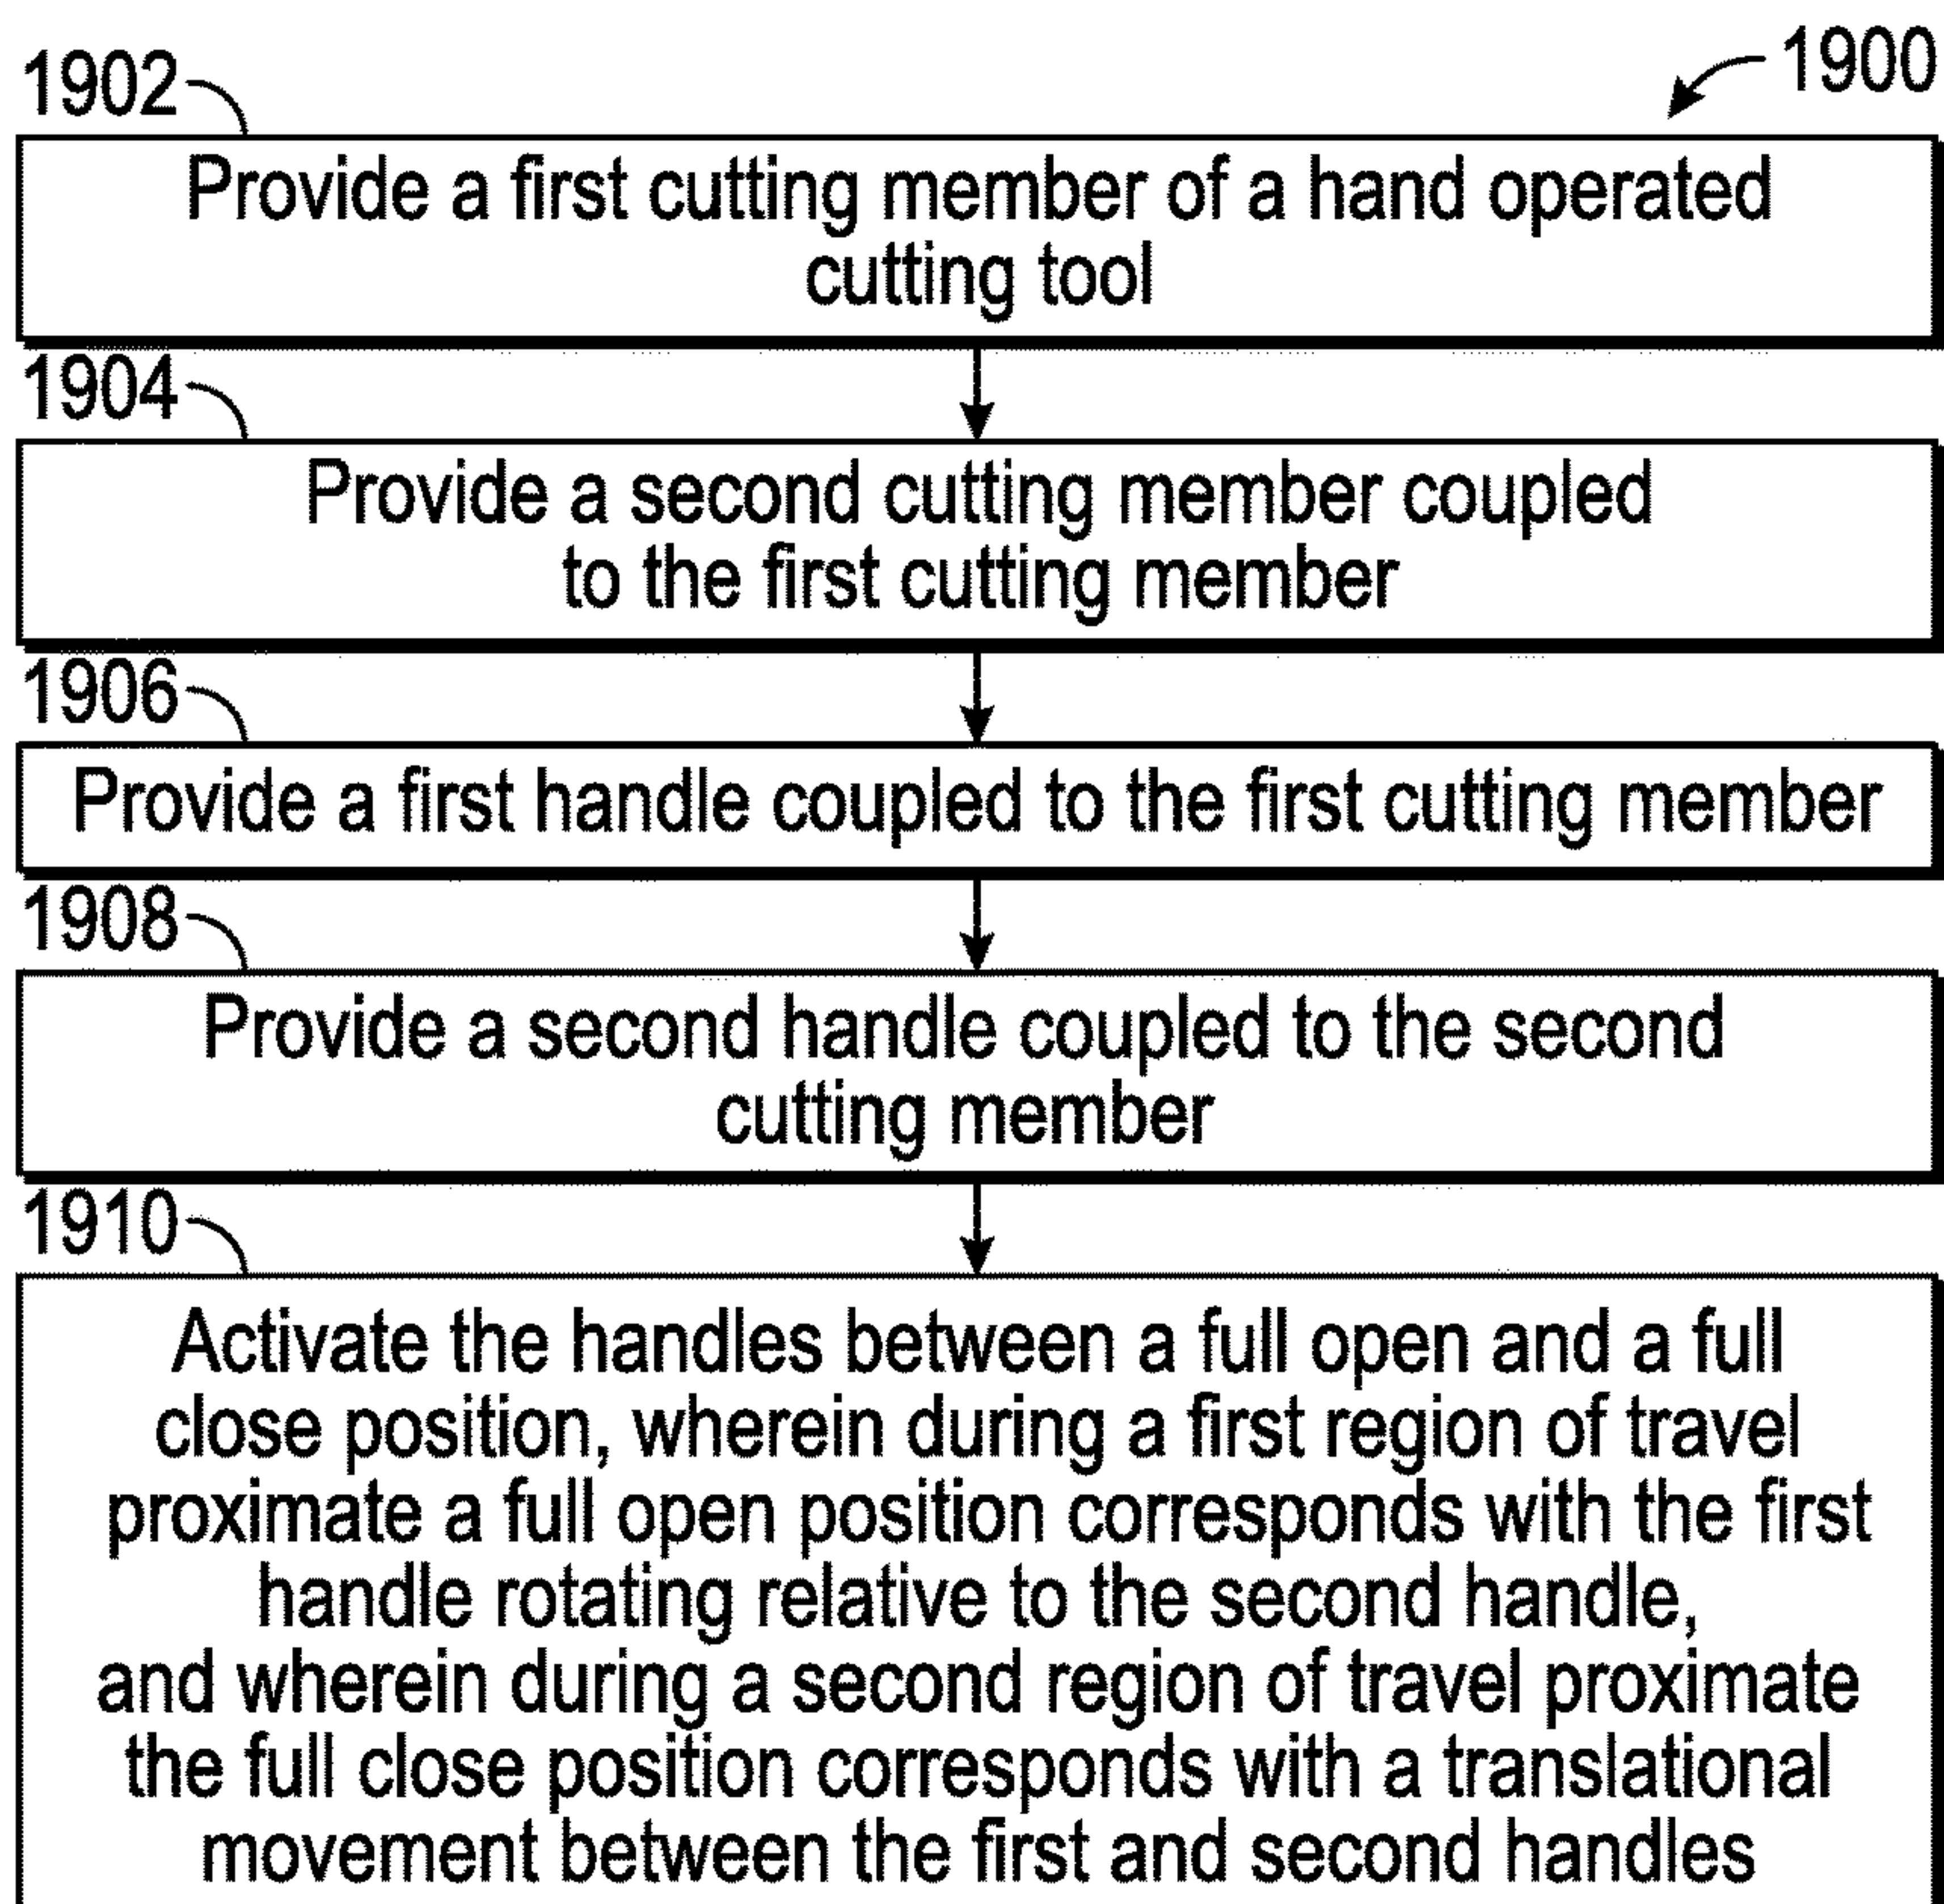 1900
1902
Provide a first cutting member of a hand operated
cutting tool
1904
Provide a second cutting member coupled
to the first cutting member
1906
Provide a first handle coupled to the first cutting member
1908
Provide a second handle coupled to the second
cutting member
1910
Activate the handles between a full open and a full
close position, wherein during a first region of travel
proximate a full open position corresponds with the first
handle rotating relative to the second handle,
and wherein during a second region of travel proximate
the full close position corresponds with a translational
movement between the first and second handles